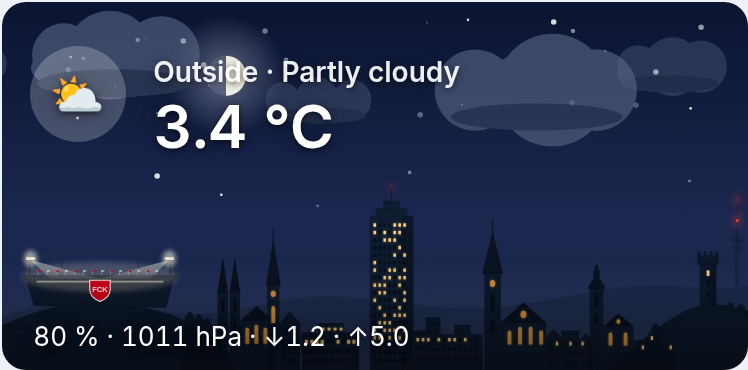 Outside · Partly cloudy
3.4 °C
FCK
80 % · 1011 hPa · ↓1.2 · ↑5.0